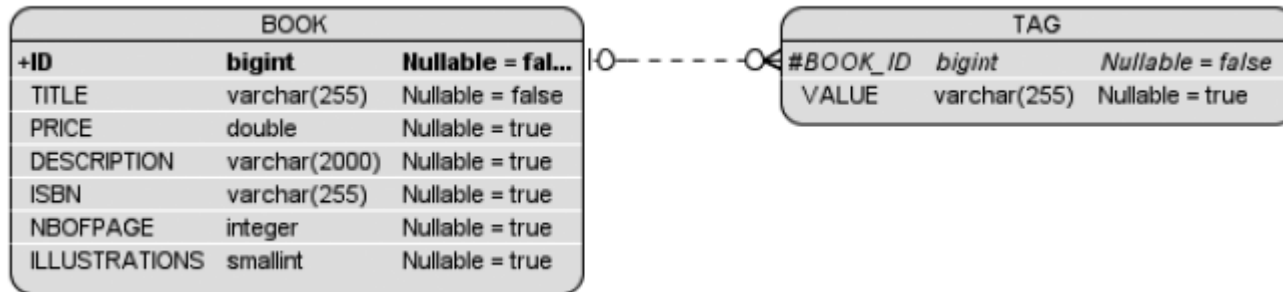 BOOK
+ID bigint Nullable = fal...
TITLE varchar(255) Nullable = false
PRICE double Nullable = true
DESCRIPTION varchar(2000) Nullable = true
ISBN varchar(255) Nullable = true
NBOFPAGE integer Nullable = true
ILLUSTRATIONS smallint Nullable = true
TAG
#BOOK_ID bigint Nullable = false
VALUE varchar(255) Nullable = true